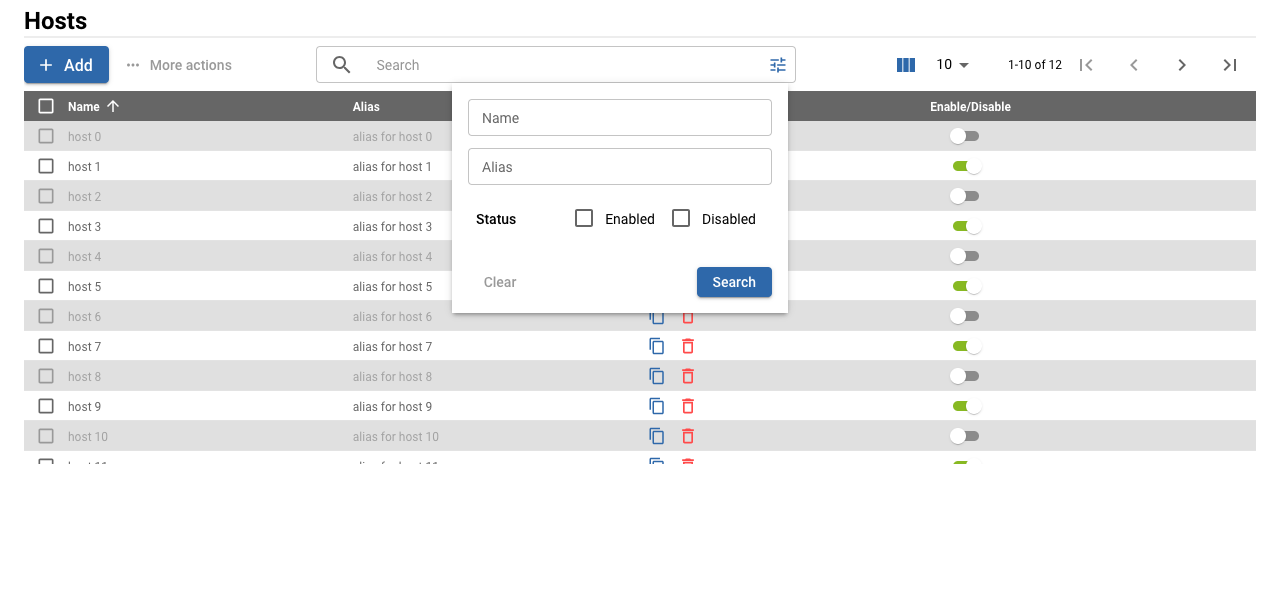 Hosts
Add
More actions
Search
10
1-10 of 12
Name
Alias
Enable/Disable
Name
Alias
Status
Enabled
Disabled
Clear
Search
host 0
alias for host 0
host 1
alias for host 1
host 2
alias for host 2
host 3
alias for host 3
host 4
alias for host 4
host 5
alias for host 5
host 6
alias for host 6
host 7
alias for host 7
host 8
alias for host 8
host 9
alias for host 9
host 10
alias for host 10